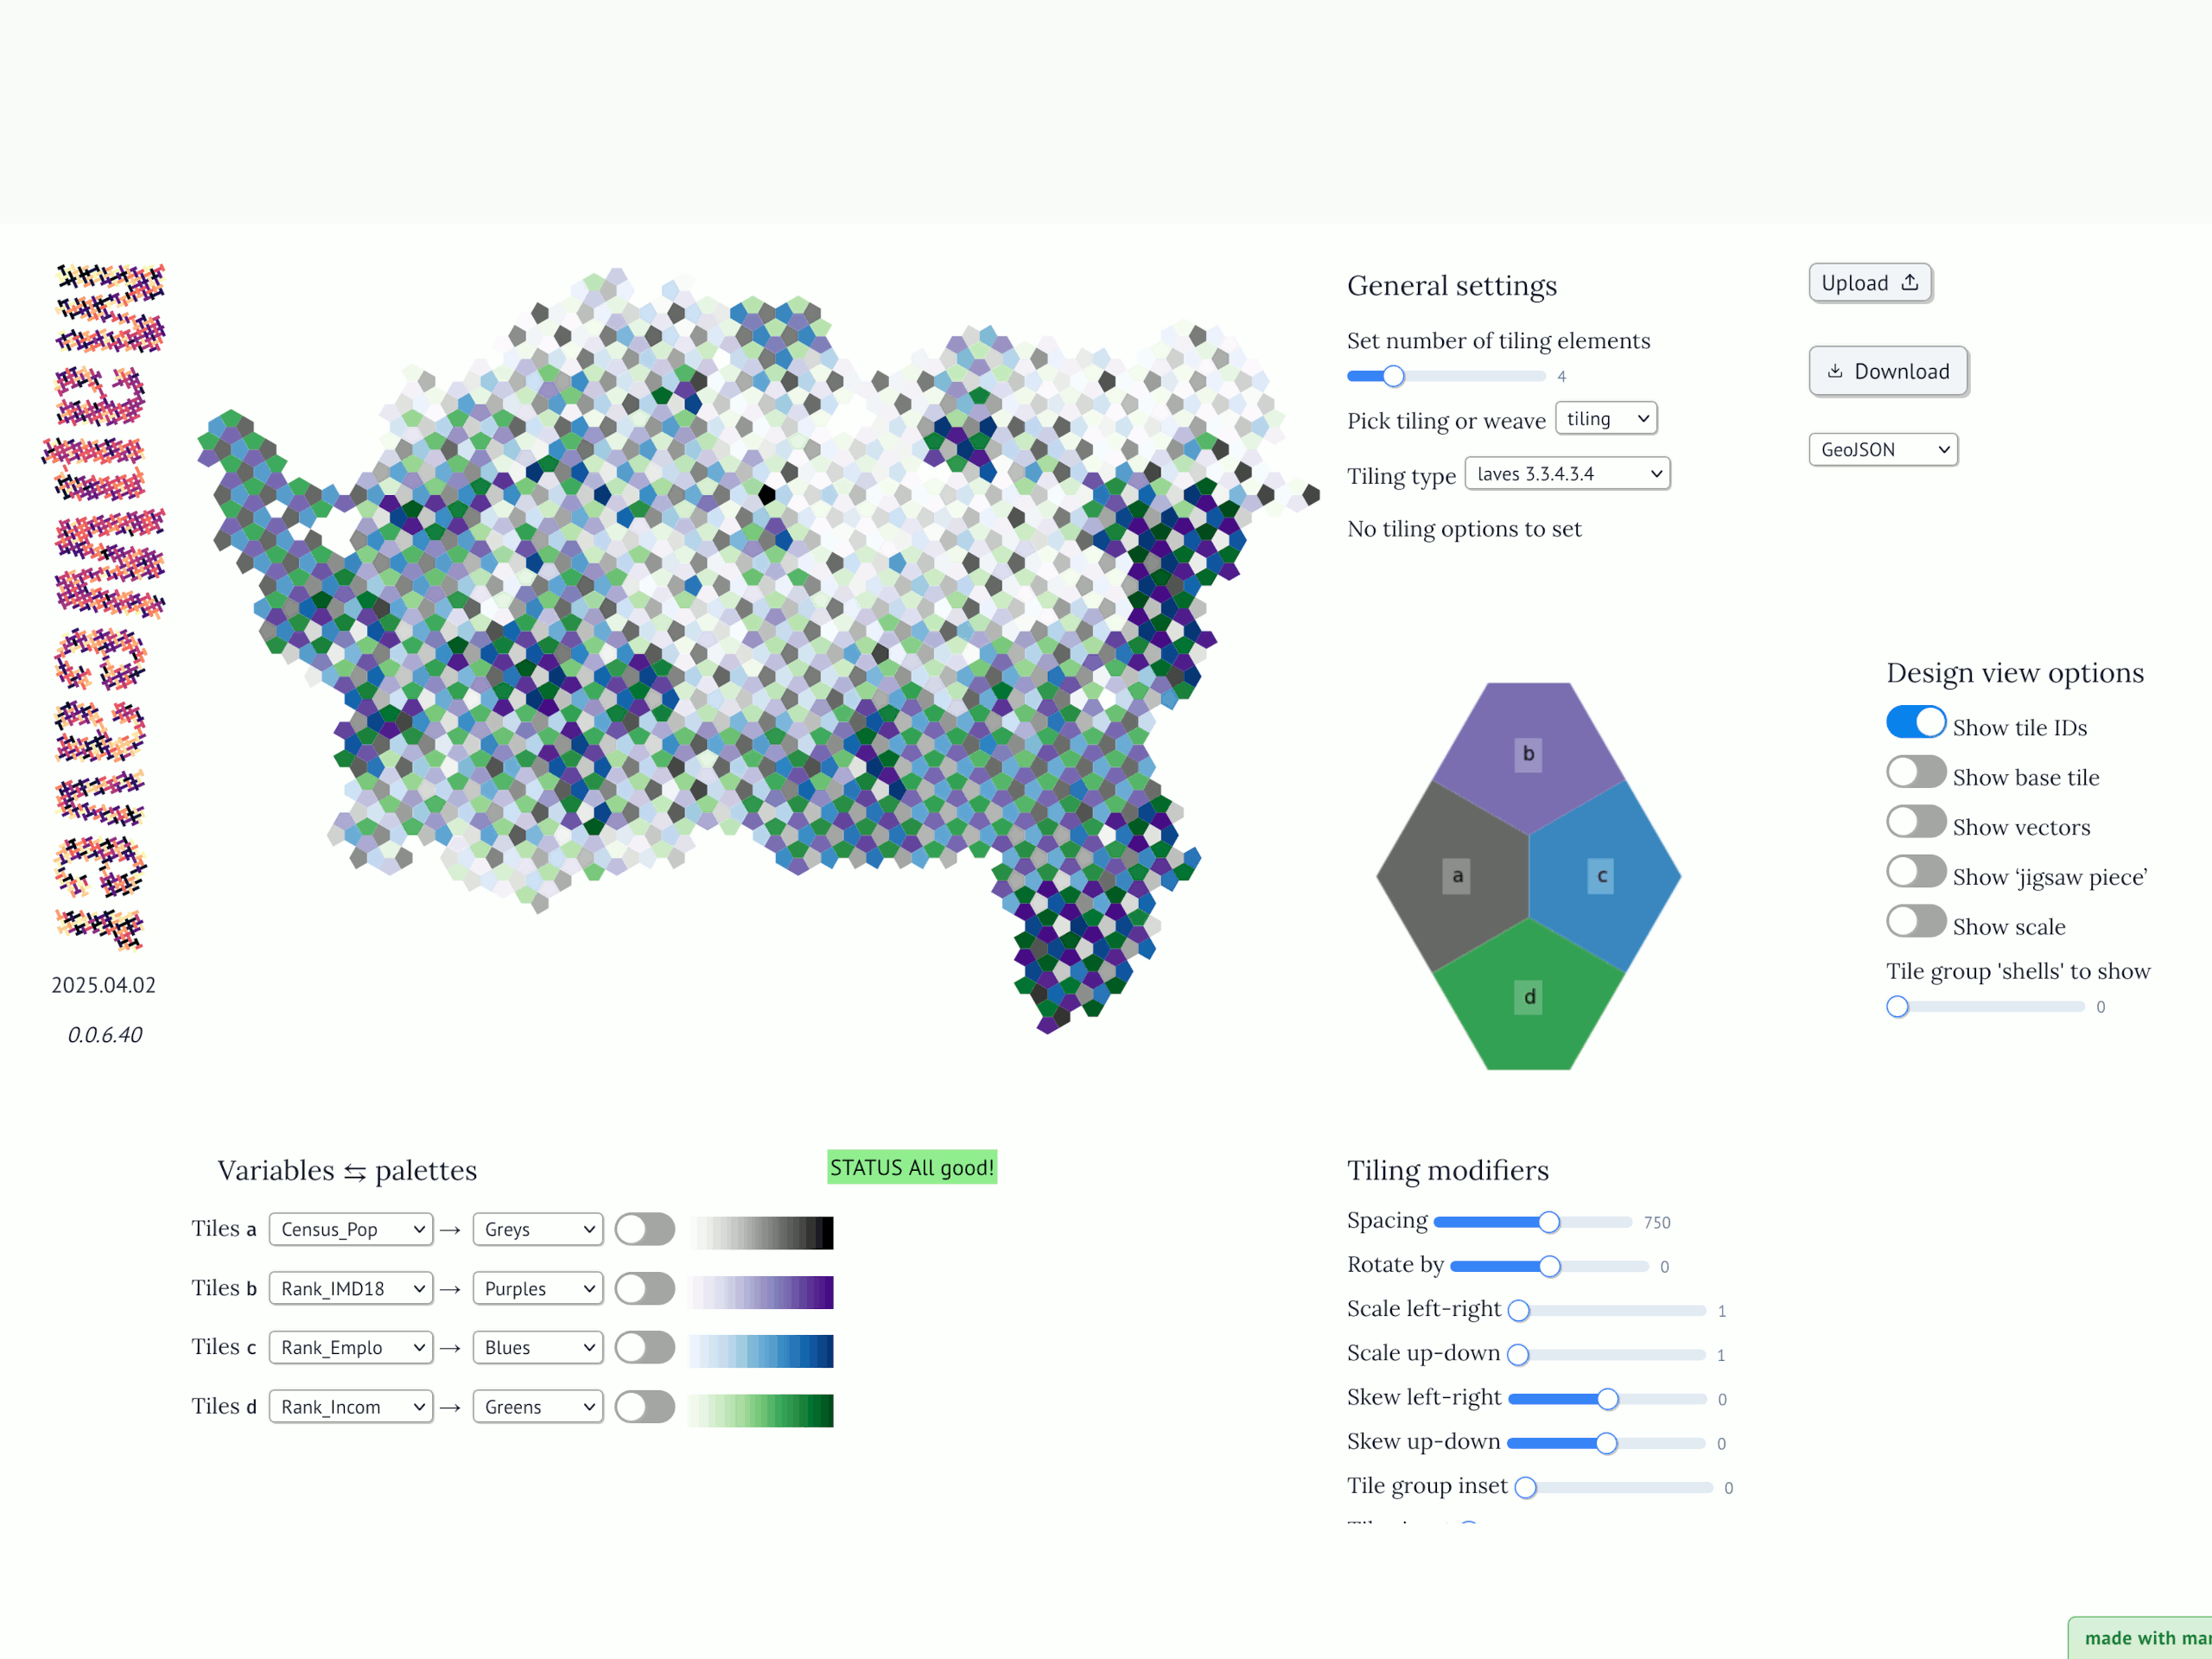 MapWeaver
2025.04.02
0.0.6.40
General settings
Set number of tiling elements
4
Pick tiling or weave tiling
Tiling type laves 3.3.4.3.4
No tiling options to set
Upload
Download
GeoJSON
b
a
c
d
Design view options
Show tile IDs
Show base tile
Show vectors
Show ‘jigsaw piece’
Show scale
Tile group 'shells' to show
0
Variables ⇆ palettes
STATUS All good!
Tiles a Census_Pop → Greys
Tiles b Rank_IMD18 → Purples
Tiles c Rank_Emplo → Blues
Tiles d Rank_Incom → Greens
Tiling modifiers
Spacing 750
Rotate by 0
Scale left-right 1
Scale up-down 1
Skew left-right 0
Skew up-down 0
Tile group inset 0
made with